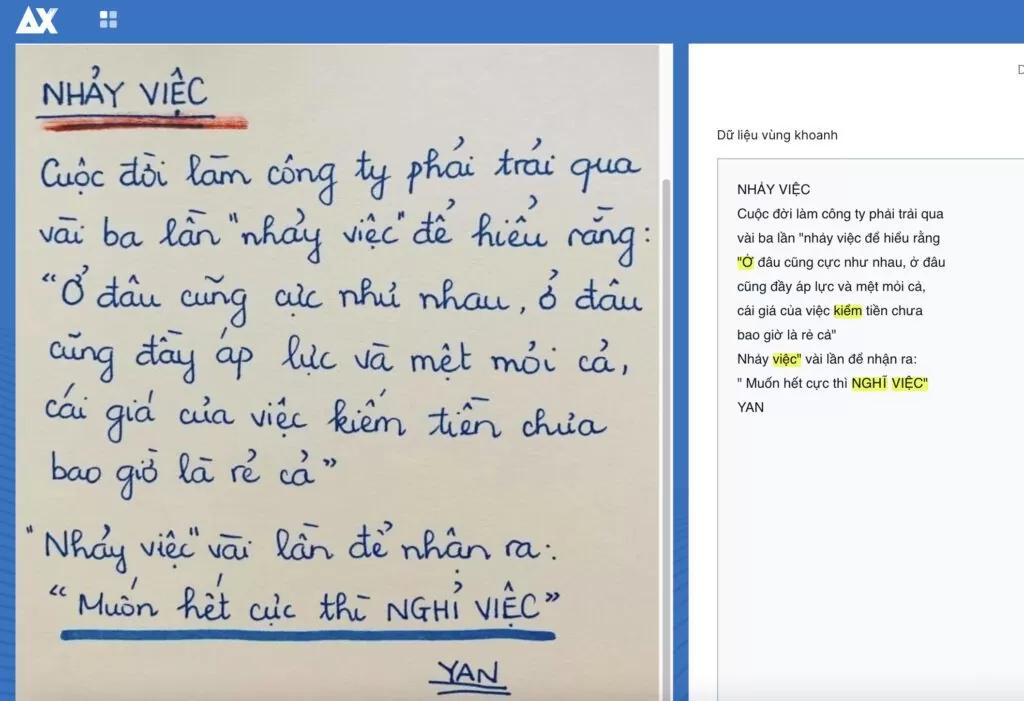 AX
NHẢY VIỆC
Cuộc đời làm công ty phải trải qua
vài ba lần "nhảy việc" để hiểu rằng:
"Ở đâu cũng cực như nhau, ở đâu
cũng đầy áp lực và mệt mỏi cả,
cái giá của việc kiếm tiền chưa
bao giờ là rẻ cả"
"Nhảy việc" vài lần để nhận ra:
"Muốn hết cực thì NGHỈ VIỆC"
YAN
D
Dữ liệu vùng khoanh
NHẢY VIỆC
Cuộc đời làm công ty phải trải qua
vài ba lần "nhảy việc để hiểu rằng
"Ở đâu cũng cực như nhau, ở đâu
cũng đầy áp lực và mệt mỏi cả,
cái giá của việc kiểm tiền chưa
bao giờ là rẻ cả"
Nhảy việc" vài lần để nhận ra:
" Muốn hết cực thì NGHĨ VIỆC"
YAN